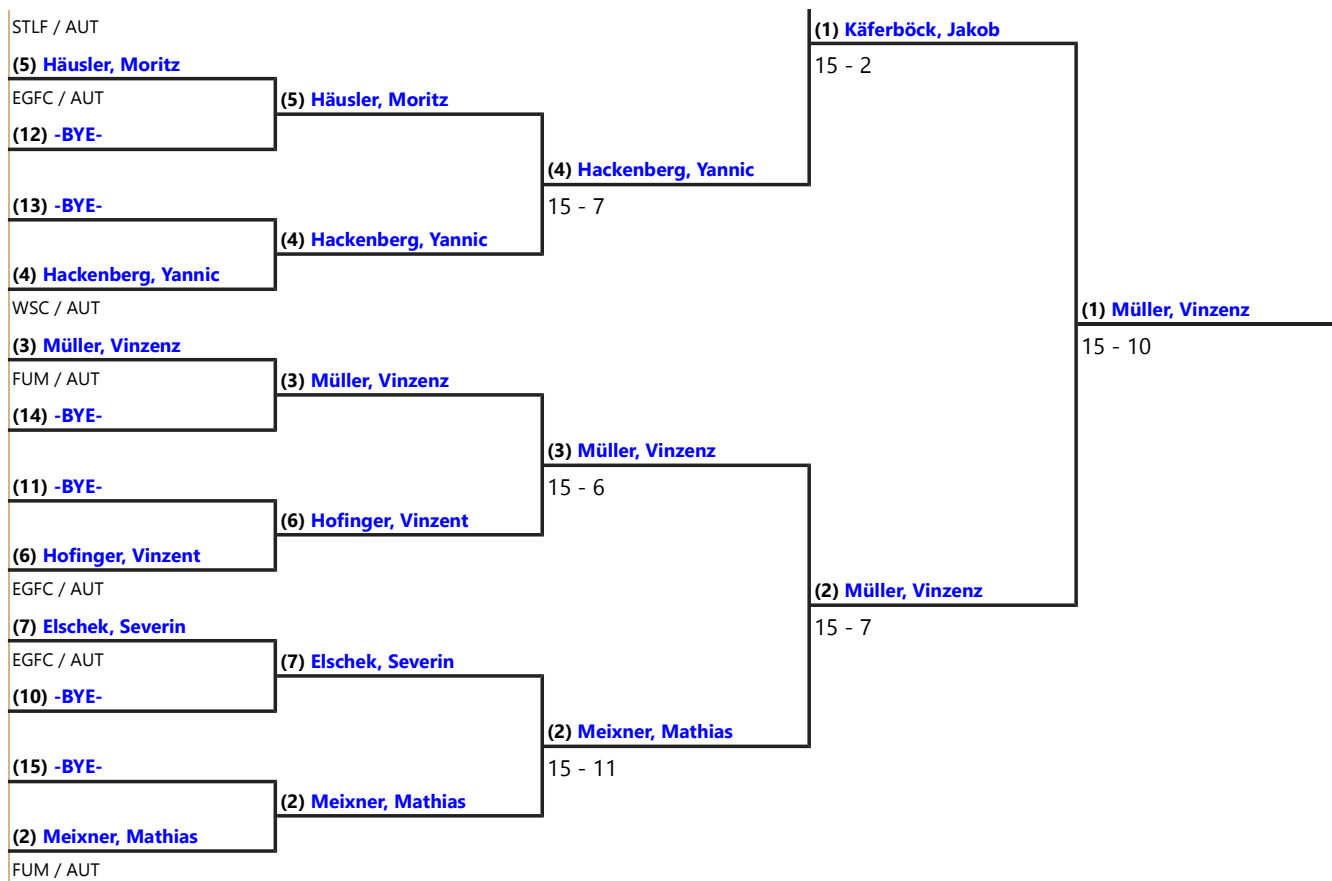 STLF / AUT
(1) Käferböck, Jakob
(5) Häusler, Moritz
15 - 2
EGFC / AUT
(5) Häusler, Moritz
(12) -BYE-
(4) Hackenberg, Yannic
(13) -BYE-
15 - 7
(4) Hackenberg, Yannic
(4) Hackenberg, Yannic
WSC / AUT
(1) Müller, Vinzenz
(3) Müller, Vinzenz
15 - 10
FUM / AUT
(3) Müller, Vinzenz
(14) -BYE-
(3) Müller, Vinzenz
(11) -BYE-
15 - 6
(6) Hofinger, Vinzent
(6) Hofinger, Vinzent
EGFC / AUT
(2) Müller, Vinzenz
(7) Elschek, Severin
15 - 7
EGFC / AUT
(7) Elschek, Severin
(10) -BYE-
(2) Meixner, Mathias
(15) -BYE-
15 - 11
(2) Meixner, Mathias
(2) Meixner, Mathias
FUM / AUT